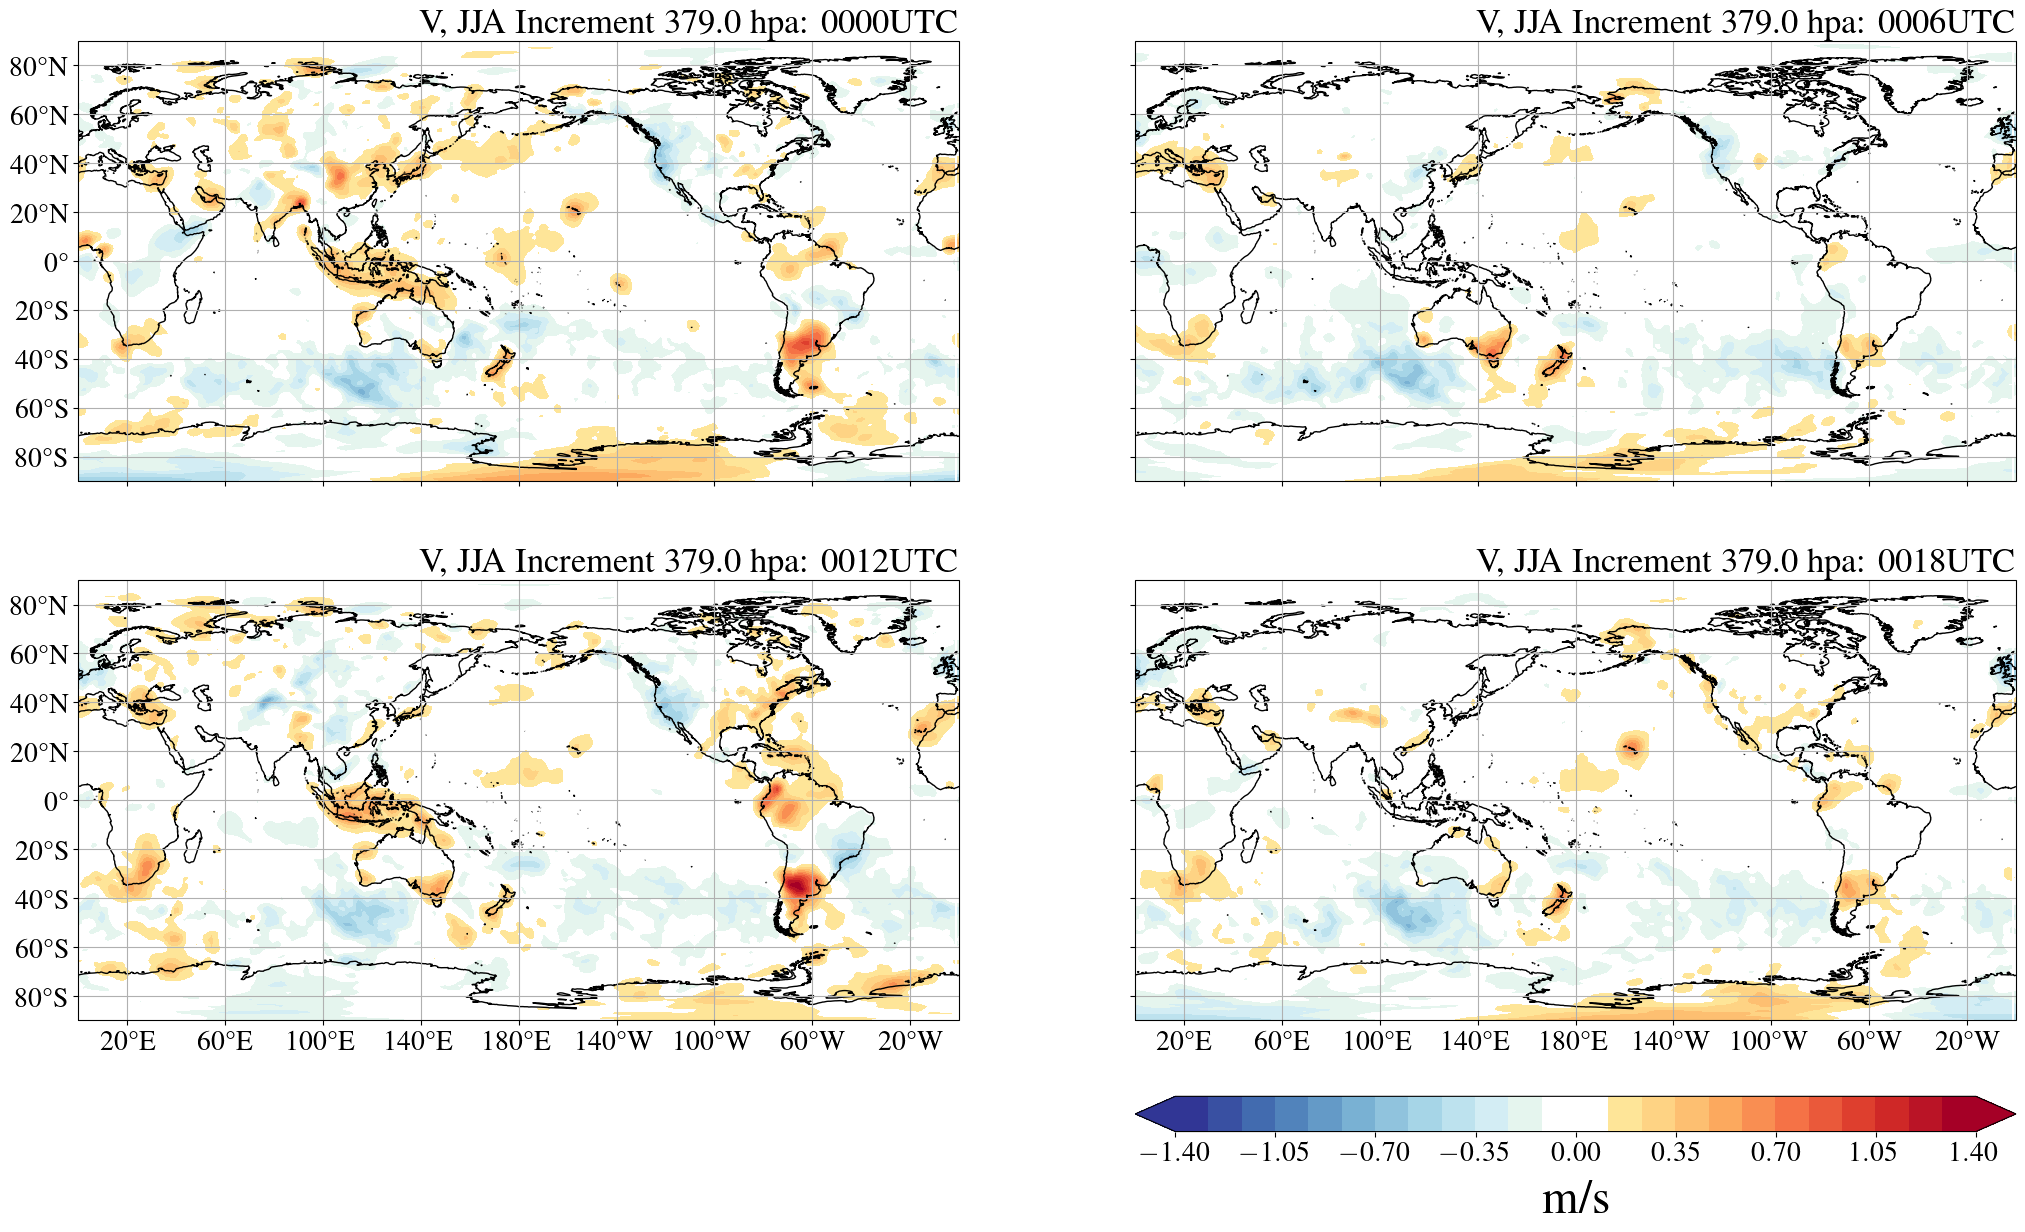 V, JJA Increment 379.0 hpa: 0000UTC
V, JJA Increment 379.0 hpa: 0006UTC
80°N
60°N
40°N
20°N
0°
20°S
40°S
60°S
80°S
V, JJA Increment 379.0 hpa: 0012UTC
V, JJA Increment 379.0 hpa: 0018UTC
80°N
60°N
40°N
20°N
0°
20°S
40°S
60°S
80°S
20°E 60°E 100°E 140°E 180°E 140°W 100°W 60°W 20°W
20°E 60°E 100°E 140°E 180°E 140°W 100°W 60°W 20°W
−1.40 −1.05 −0.70 −0.35 0.00 0.35 0.70 1.05 1.40
m/s